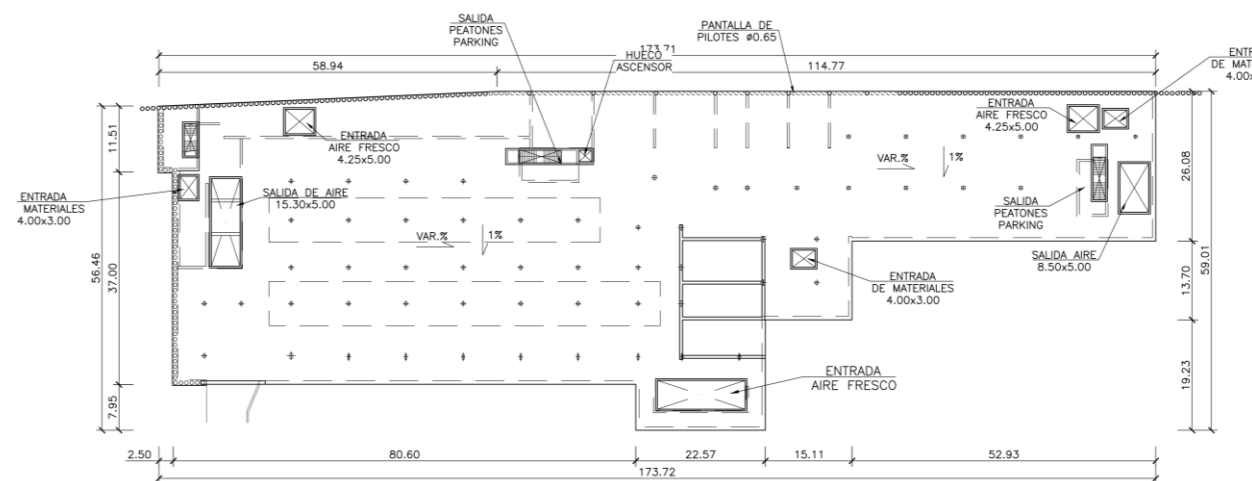 SALIDA
PEATONES
PARKING
PANTALLA DE
PILOTES ø0.65
173.71
HUECO
ASCENSOR
58.94
114.77
ENTRADA
AIRE FRESCO
4.25x5.00
ENTRADA
AIRE FRESCO
4.25x5.00
DE MAT
11.51
26.08
VAR.%
1%
ENTRADA
MATERIALES
4.00x3.00
SALIDA DE AIRE
15.30x5.00
SALIDA
PEATONES
PARKING
VAR.%
1%
SALIDA AIRE
8.50x5.00
56.46
37.00
59.01
13.70
ENTRADA
DE MATERIALES
4.00x3.00
ENTRADA
AIRE FRESCO
19.23
7.95
2.50
80.60
22.57
15.11
52.93
173.72